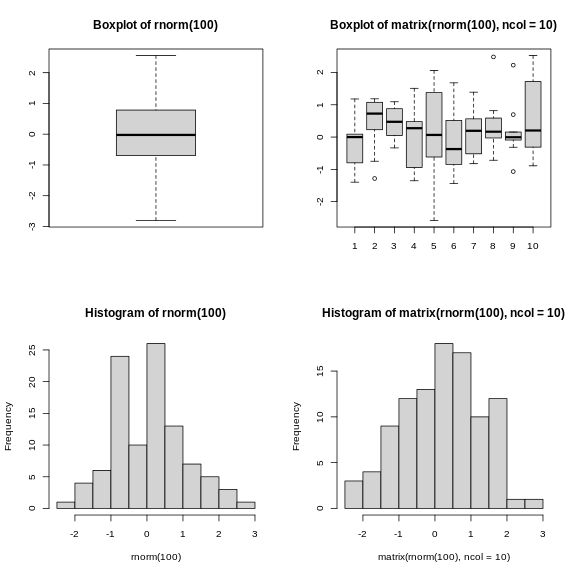 Boxplot of rnorm(100)
Boxplot of matrix(rnorm(100), ncol = 10)
2
1
0
-1
-2
-3
2
1
0
-1
-2
1 2 3 4 5 6 7 8 9 10
Histogram of rnorm(100)
Histogram of matrix(rnorm(100), ncol = 10)
Frequency
25
20
15
10
5
0
-2 -1 0 1 2 3
rnorm(100)
Frequency
15
10
5
0
-2 -1 0 1 2 3
matrix(rnorm(100), ncol = 10)